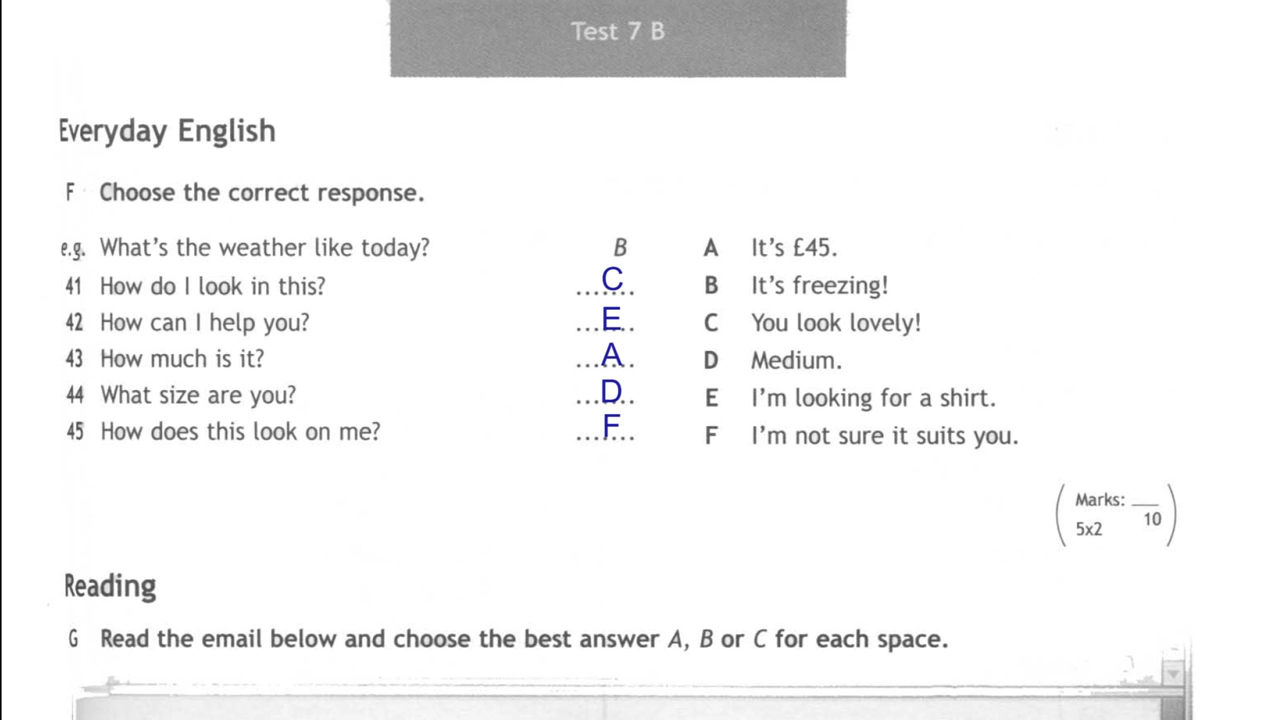 Test 7 B
Everyday English
F Choose the correct response.
e.g. What's the weather like today? B A It's £45.
41 How do I look in this? ...C... B It's freezing!
42 How can I help you? ...E... C You look lovely!
43 How much is it? ...A... D Medium.
44 What size are you? ...D... E I'm looking for a shirt.
45 How does this look on me? ...F... F I'm not sure it suits you.
Marks: __
5x2 10
Reading
G Read the email below and choose the best answer A, B or C for each space.